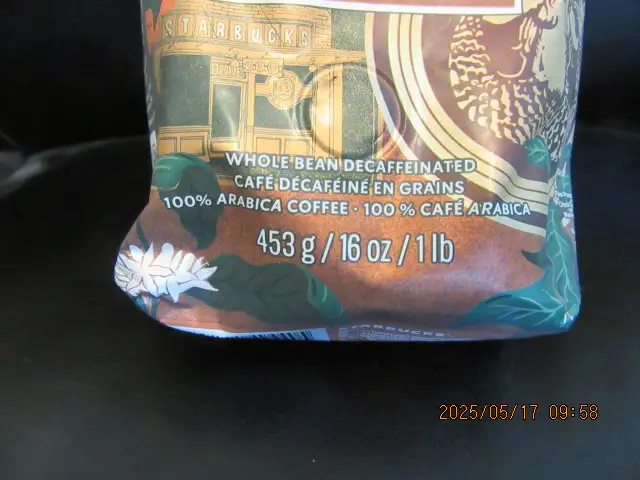 STARBUCKS
WHOLE BEAN DECAFFEINATED
CAFÉ DÉCAFÉINÉ EN GRAINS
100% ARABICA COFFEE · 100 % CAFÉ ARABICA
453 g / 16 oz / 1 lb
STARBUCKS
2025/05/17 09:58